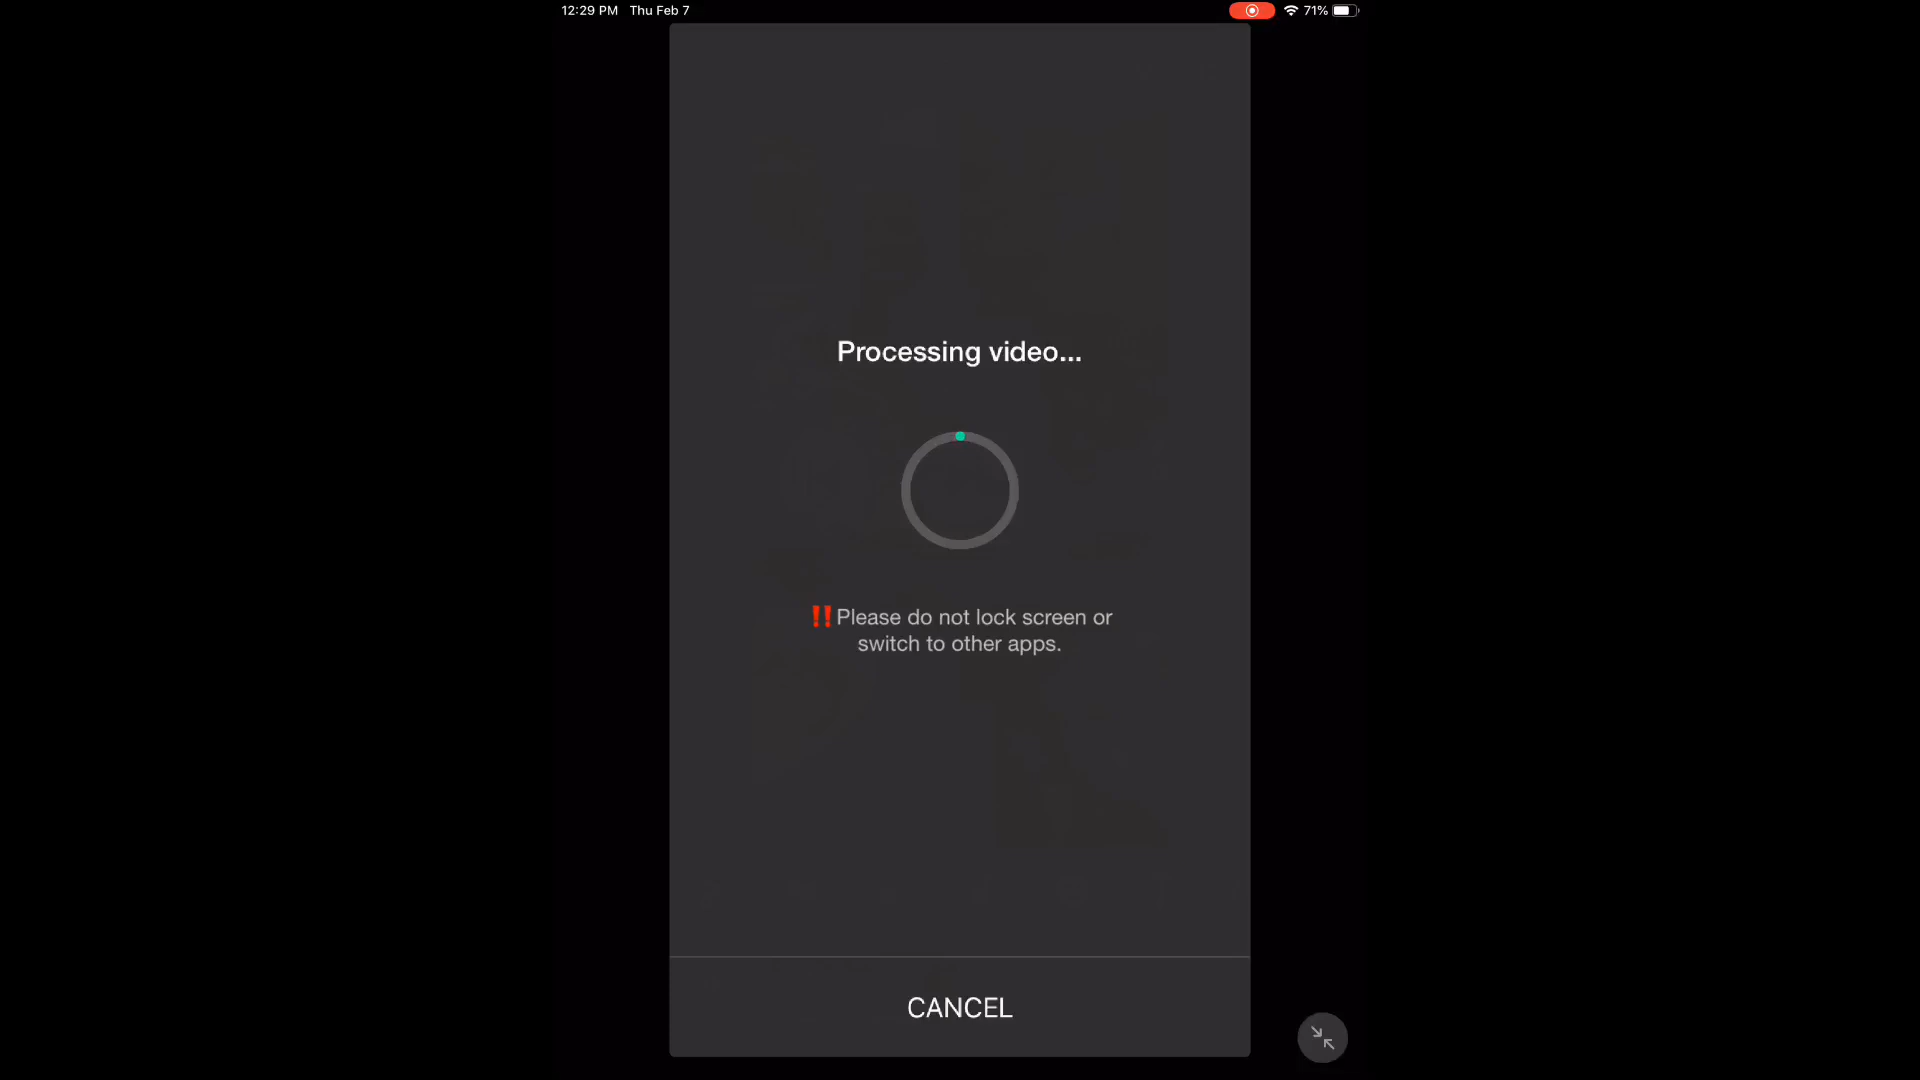 12:29 PM Thu Feb 7 71%
Processing video...
‼️Please do not lock screen or
switch to other apps.
CANCEL